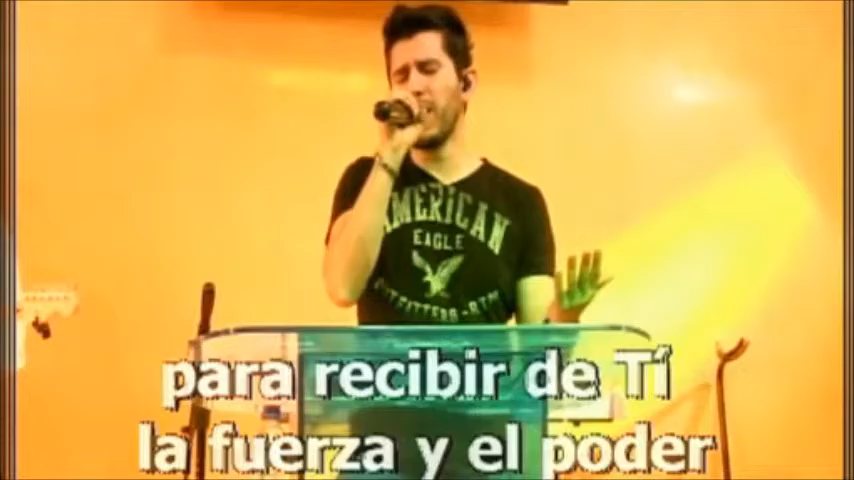 AMERICAN
EAGLE
para recibir de Tí
la fuerza y el poder